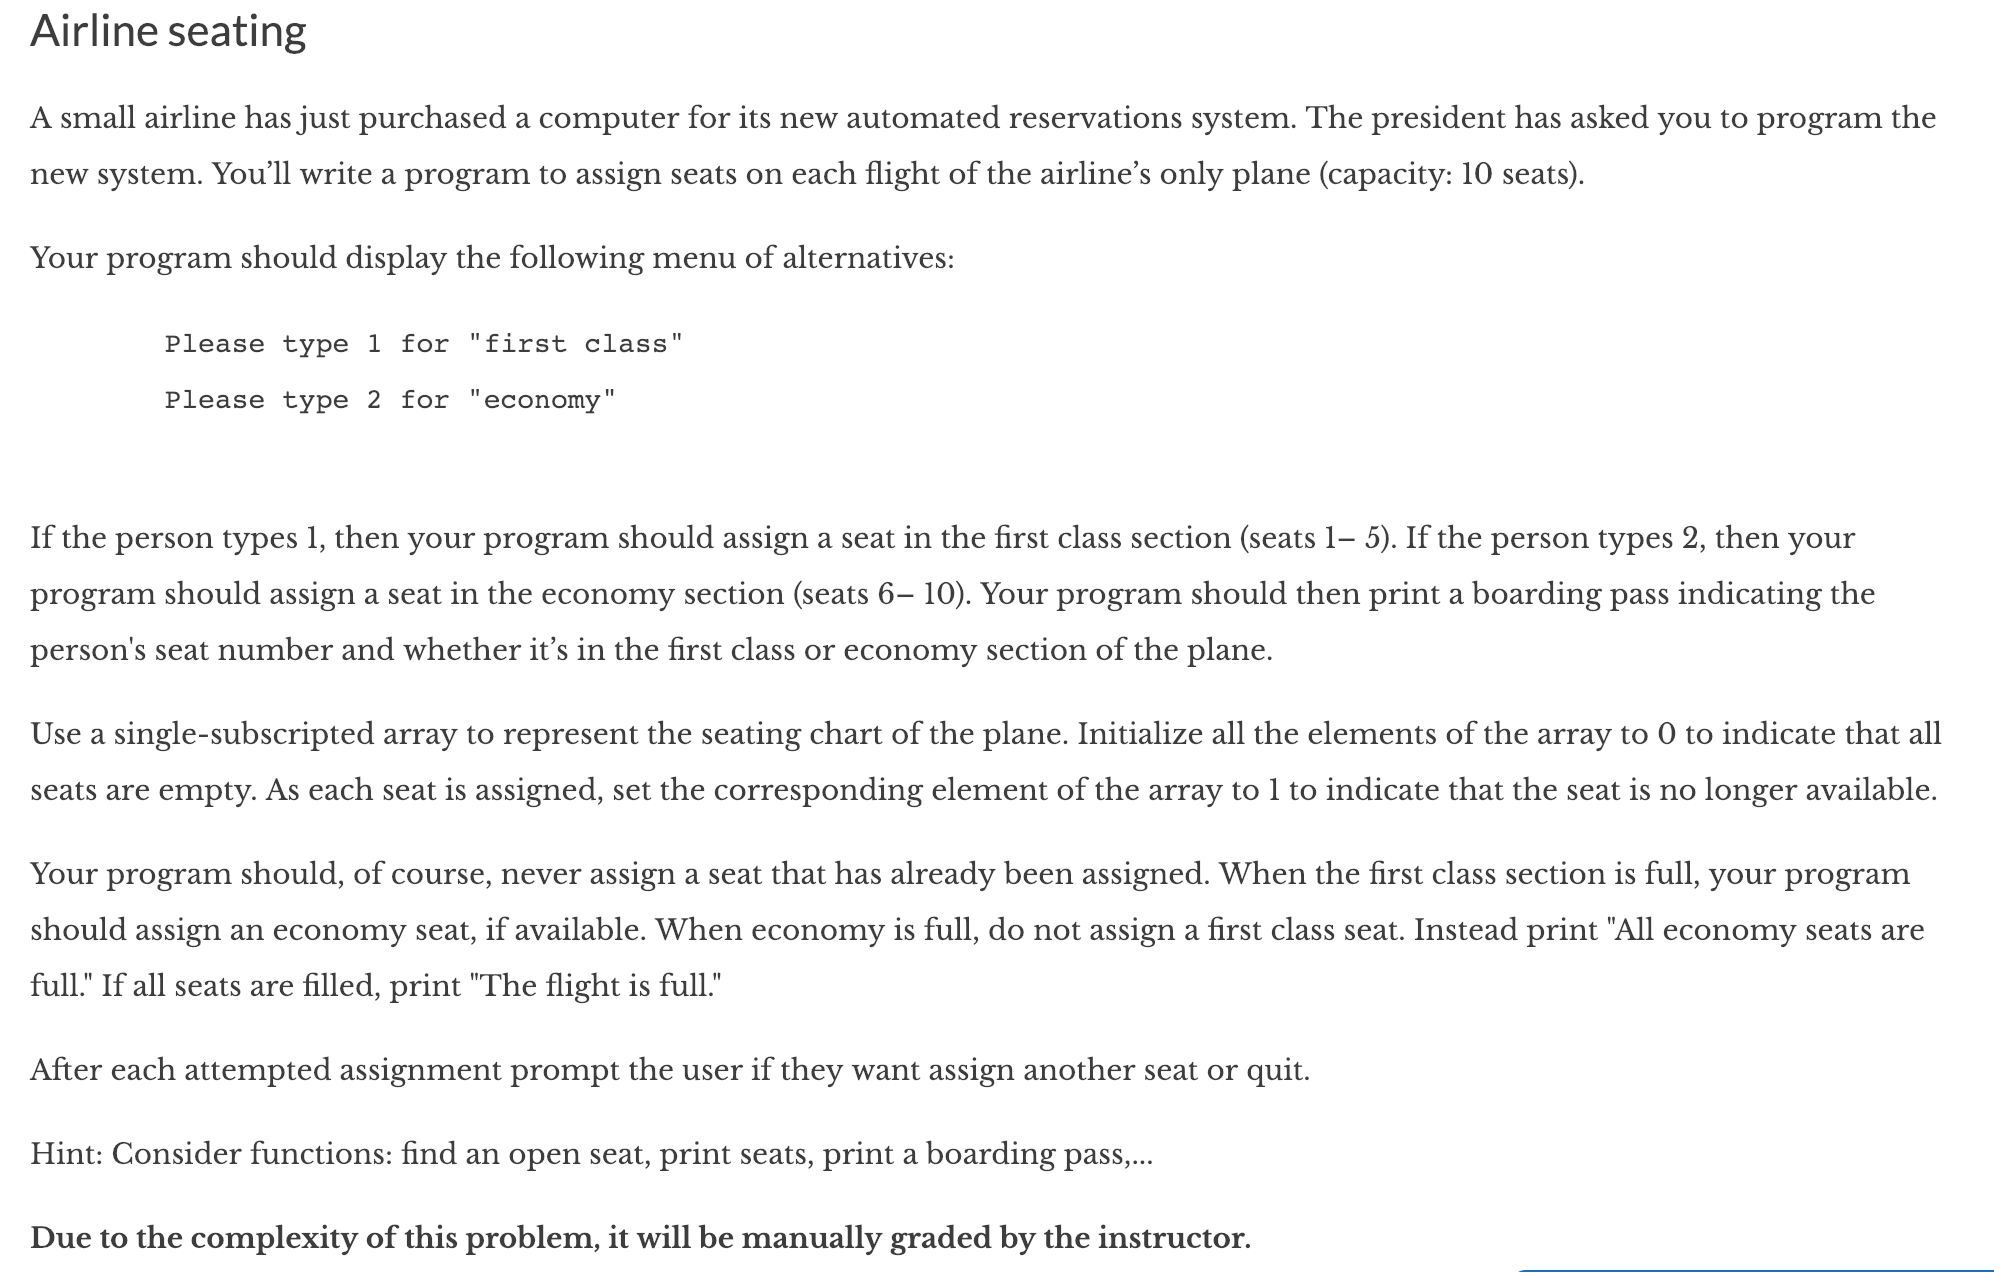 Airline seating
A small airline has just purchased a computer for its new automated reservations system. The president has asked you to program the
new system. You’ll write a program to assign seats on each flight of the airline’s only plane (capacity: 10 seats).
Your program should display the following menu of alternatives:
Please type 1 for "first class"
Please type 2 for "economy"
If the person types 1, then your program should assign a seat in the first class section (seats 1– 5). If the person types 2, then your
program should assign a seat in the economy section (seats 6– 10). Your program should then print a boarding pass indicating the
person's seat number and whether it’s in the first class or economy section of the plane.
Use a single-subscripted array to represent the seating chart of the plane. Initialize all the elements of the array to 0 to indicate that all
seats are empty. As each seat is assigned, set the corresponding element of the array to 1 to indicate that the seat is no longer available.
Your program should, of course, never assign a seat that has already been assigned. When the first class section is full, your program
should assign an economy seat, if available. When economy is full, do not assign a first class seat. Instead print "All economy seats are
full." If all seats are filled, print "The flight is full."
After each attempted assignment prompt the user if they want assign another seat or quit.
Hint: Consider functions: find an open seat, print seats, print a boarding pass,...
Due to the complexity of this problem, it will be manually graded by the instructor.